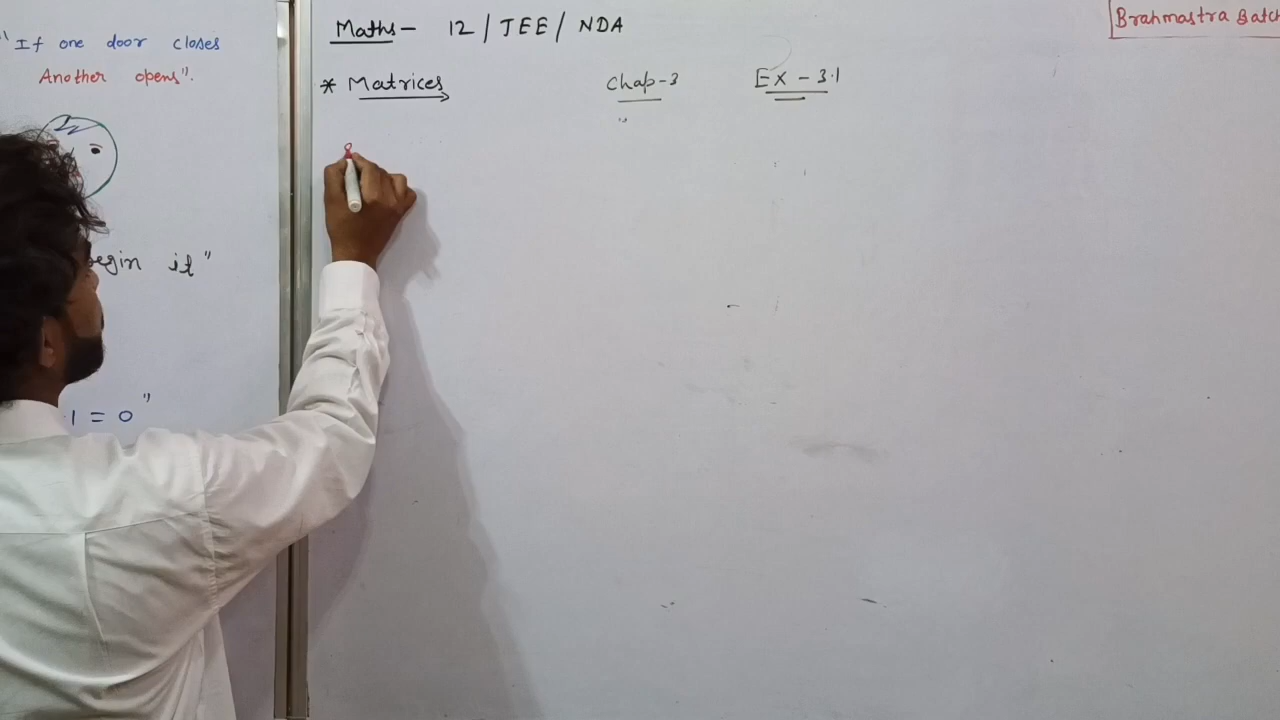 "If one door closes
Another opens".
begin it"
1 = 0"
Maths - 12 / JEE / NDA
Brahmastra Batch
* Matrices Chap-3 Ex - 3.1